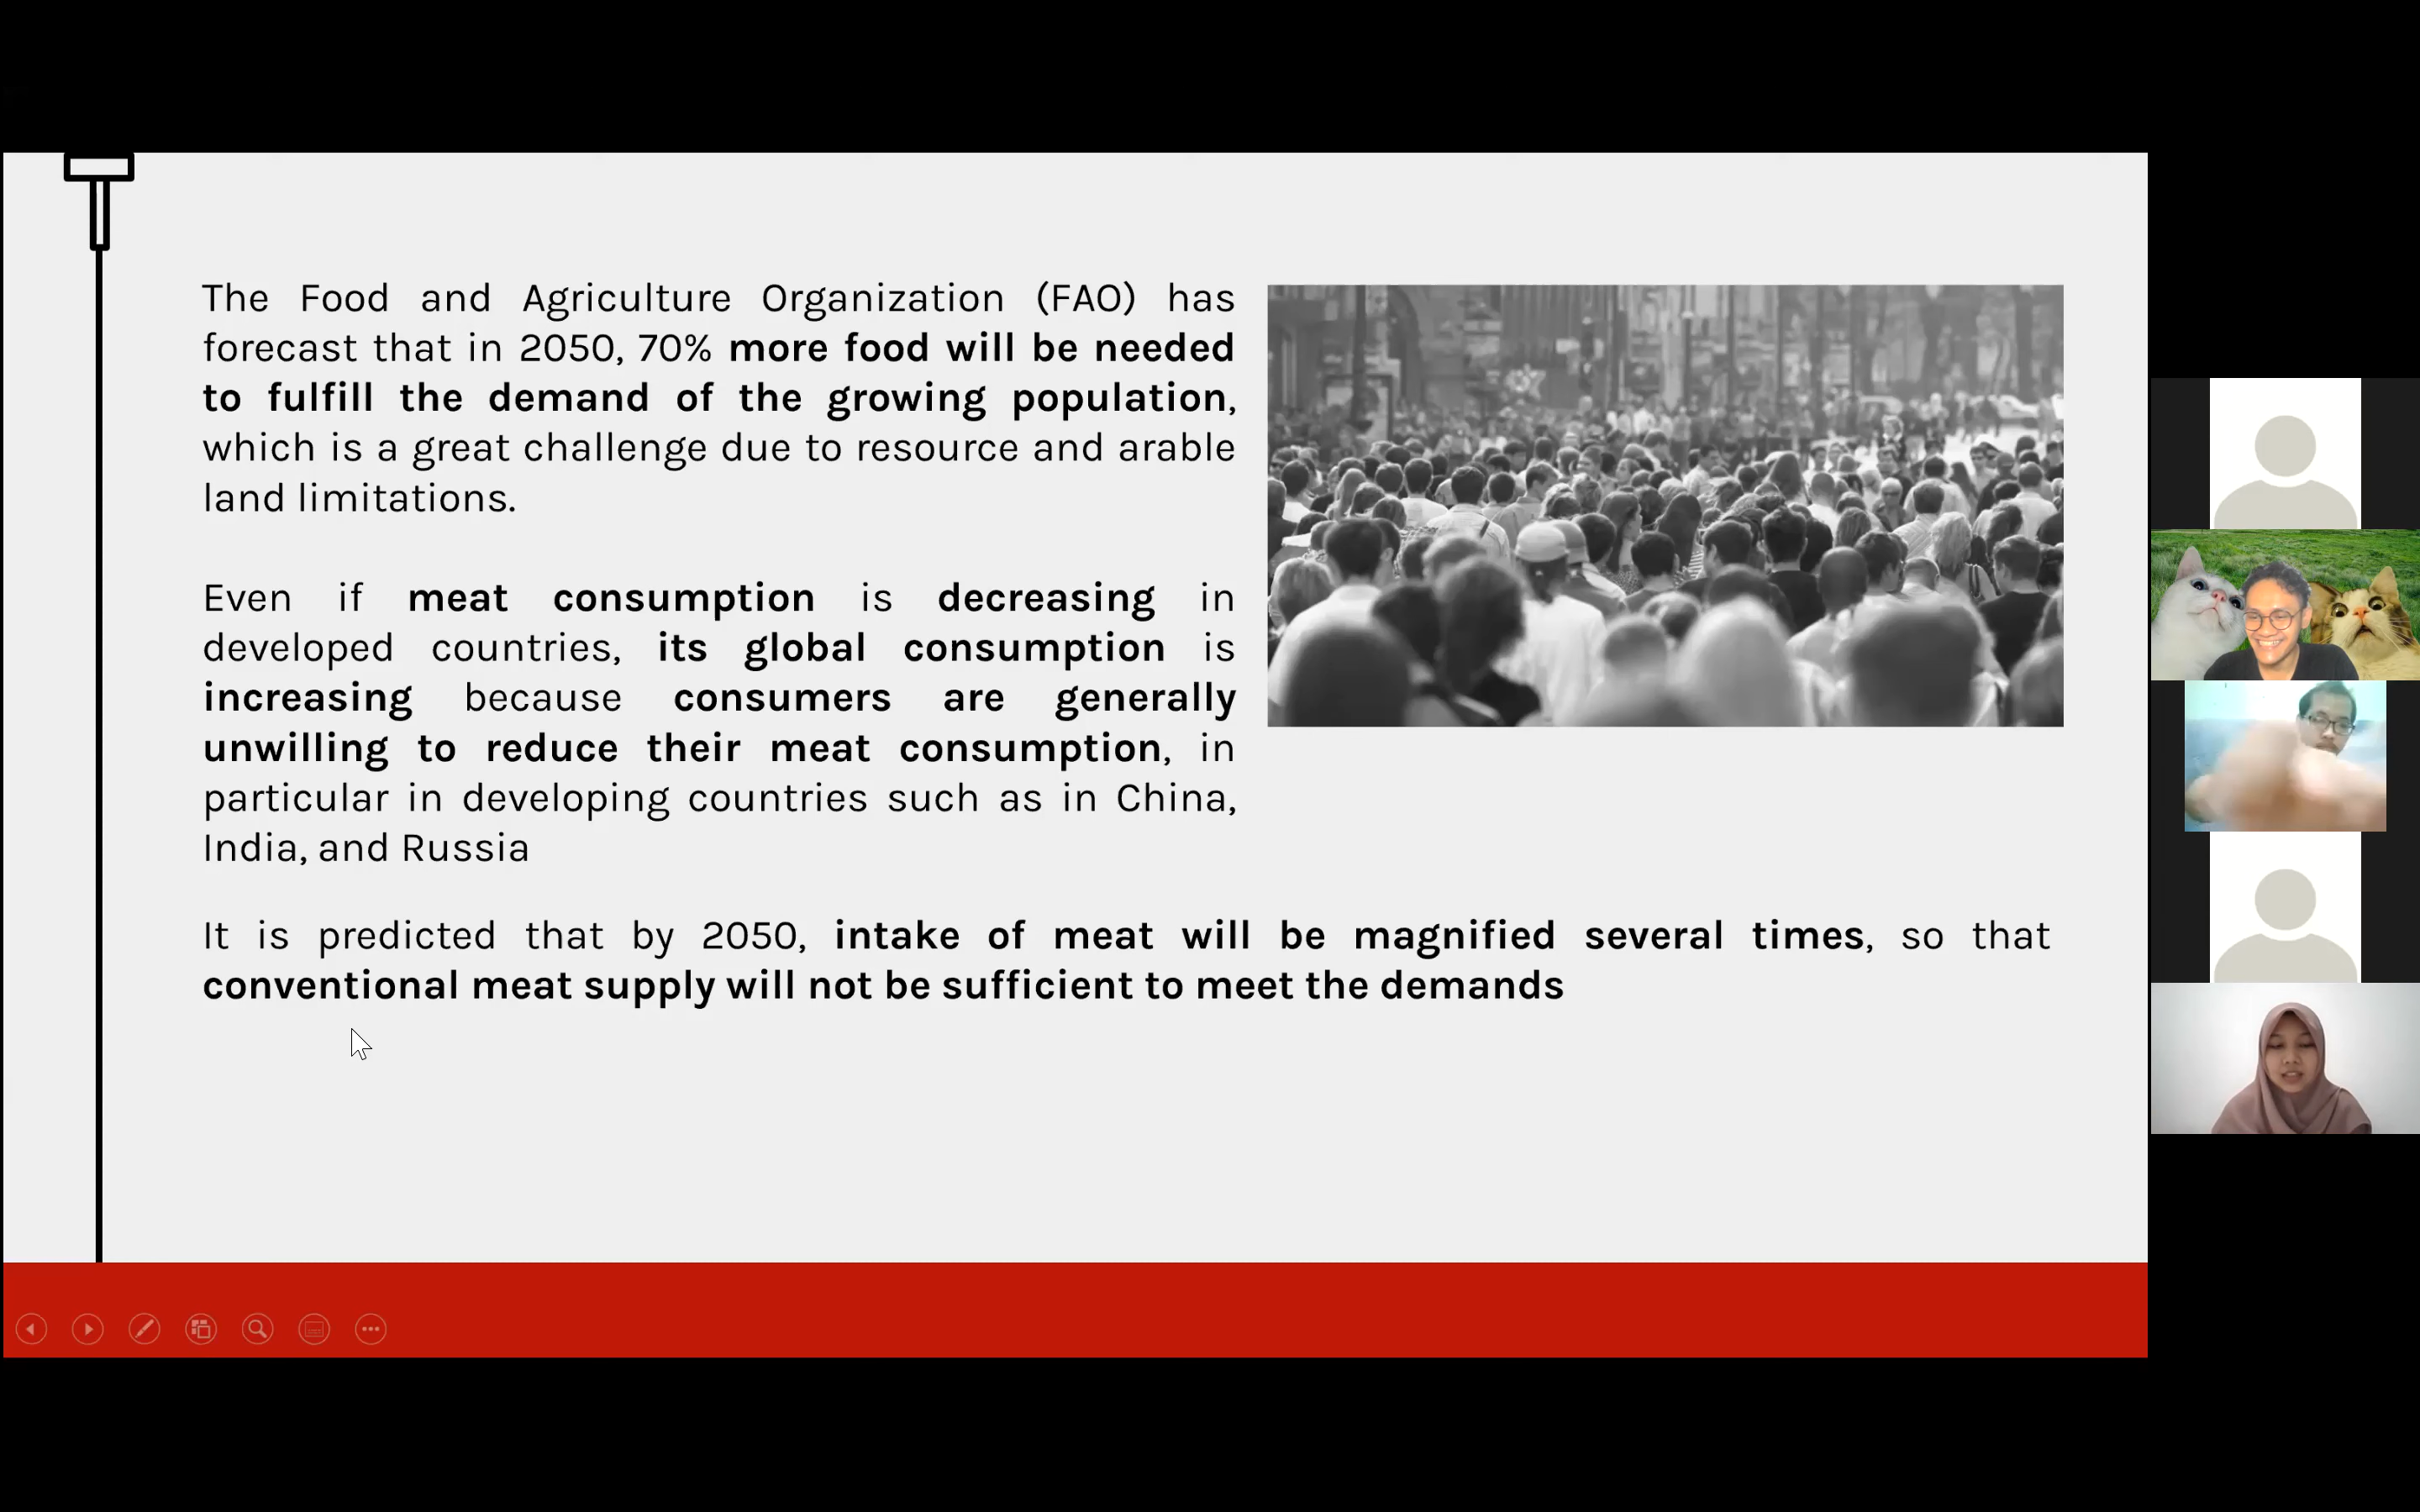 The Food and Agriculture Organization (FAO) has
forecast that in 2050, 70% more food will be needed
to fulfill the demand of the growing population,
which is a great challenge due to resource and arable
land limitations.
Even if meat consumption is decreasing in
developed countries, its global consumption is
increasing because consumers are generally
unwilling to reduce their meat consumption, in
particular in developing countries such as in China,
India, and Russia
It is predicted that by 2050, intake of meat will be magnified several times, so that
conventional meat supply will not be sufficient to meet the demands